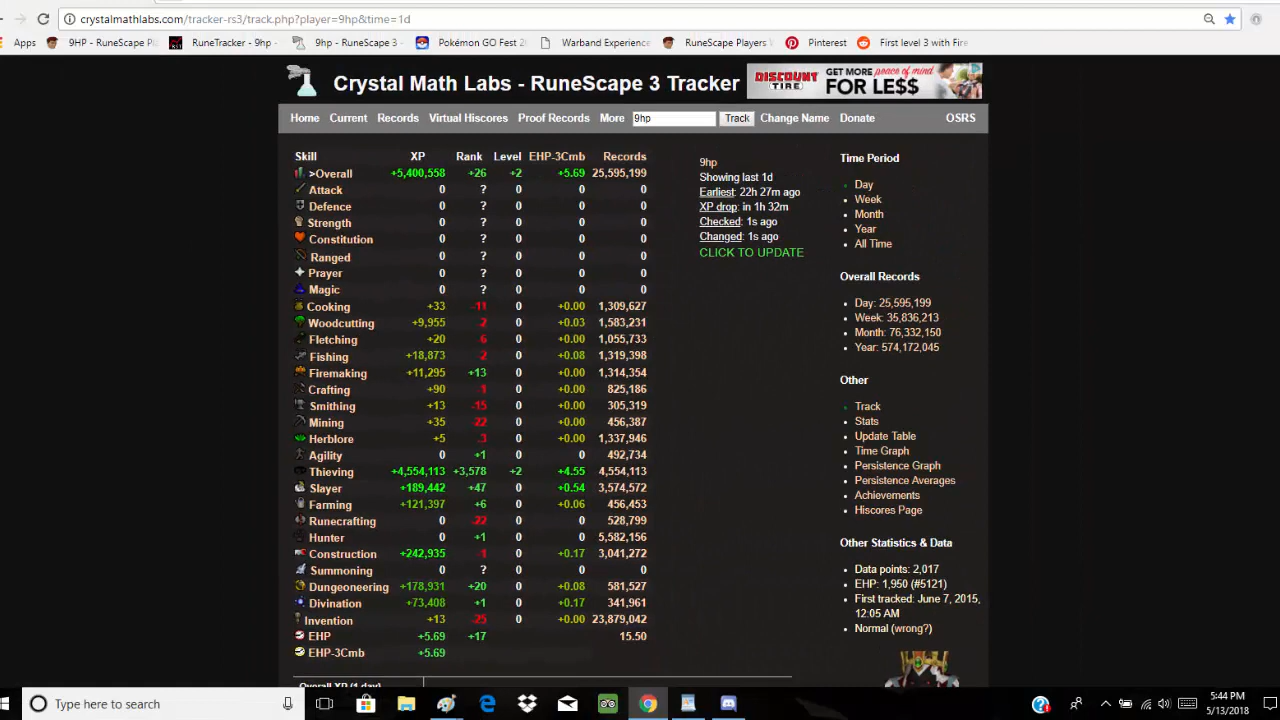 crystalmathlabs.com/tracker-rs3/track.php?player=9hp&time=1d
Apps 9HP - RuneScape Pl RuneTracker - 9hp - 9hp - RuneScape 3 - Pokémon GO Fest 20 Warband Experience RuneScape Players W Pinterest First level 3 with Fire
Crystal Math Labs - RuneScape 3 Tracker
DISCOUNT TIRE GET MORE peace of mind FOR LE$$
Home Current Records Virtual Hiscores Proof Records More 9hp Track Change Name Donate OSRS
Skill XP Rank Level EHP-3Cmb Records
>Overall +5,400,558 +26 +2 +5.69 25,595,199
Attack 0 ? 0 0 0
Defence 0 ? 0 0 0
Strength 0 ? 0 0 0
Constitution 0 ? 0 0 0
Ranged 0 ? 0 0 0
Prayer 0 ? 0 0 0
Magic 0 ? 0 0 0
Cooking +33 -11 0 +0.00 1,309,627
Woodcutting +9,955 -2 0 +0.03 1,583,231
Fletching +20 -6 0 +0.00 1,055,733
Fishing +18,873 -2 0 +0.08 1,319,398
Firemaking +11,295 +13 0 +0.00 1,314,354
Crafting +90 -1 0 +0.00 825,186
Smithing +13 -15 0 +0.00 305,319
Mining +35 -22 0 +0.00 456,387
Herblore +5 -3 0 +0.00 1,337,946
Agility 0 +1 0 0 492,734
Thieving +4,554,113 +3,578 +2 +4.55 4,554,113
Slayer +189,442 +47 0 +0.54 3,574,572
Farming +121,397 +6 0 +0.06 456,453
Runecrafting 0 -22 0 0 528,799
Hunter 0 +1 0 0 5,582,156
Construction +242,935 -1 0 +0.17 3,041,272
Summoning 0 ? 0 0 0
Dungeoneering +178,931 +20 0 +0.08 581,527
Divination +73,408 +1 0 +0.17 341,961
Invention +13 -25 0 +0.00 23,879,042
EHP +5.69 +17 15.50
EHP-3Cmb +5.69
Overall XP (1 day)
9hp
Showing last 1d
Earliest: 22h 27m ago
XP drop: in 1h 32m
Checked: 1s ago
Changed: 1s ago
CLICK TO UPDATE
Time Period
Day
Week
Month
Year
All Time
Overall Records
Day: 25,595,199
Week: 35,836,213
Month: 76,332,150
Year: 574,172,045
Other
Track
Stats
Update Table
Time Graph
Persistence Graph
Persistence Averages
Achievements
Hiscores Page
Other Statistics & Data
Data points: 2,017
EHP: 1,950 (#5121)
First tracked: June 7, 2015,
12:05 AM
Normal (wrong?)
Type here to search
5:44 PM
5/13/2018